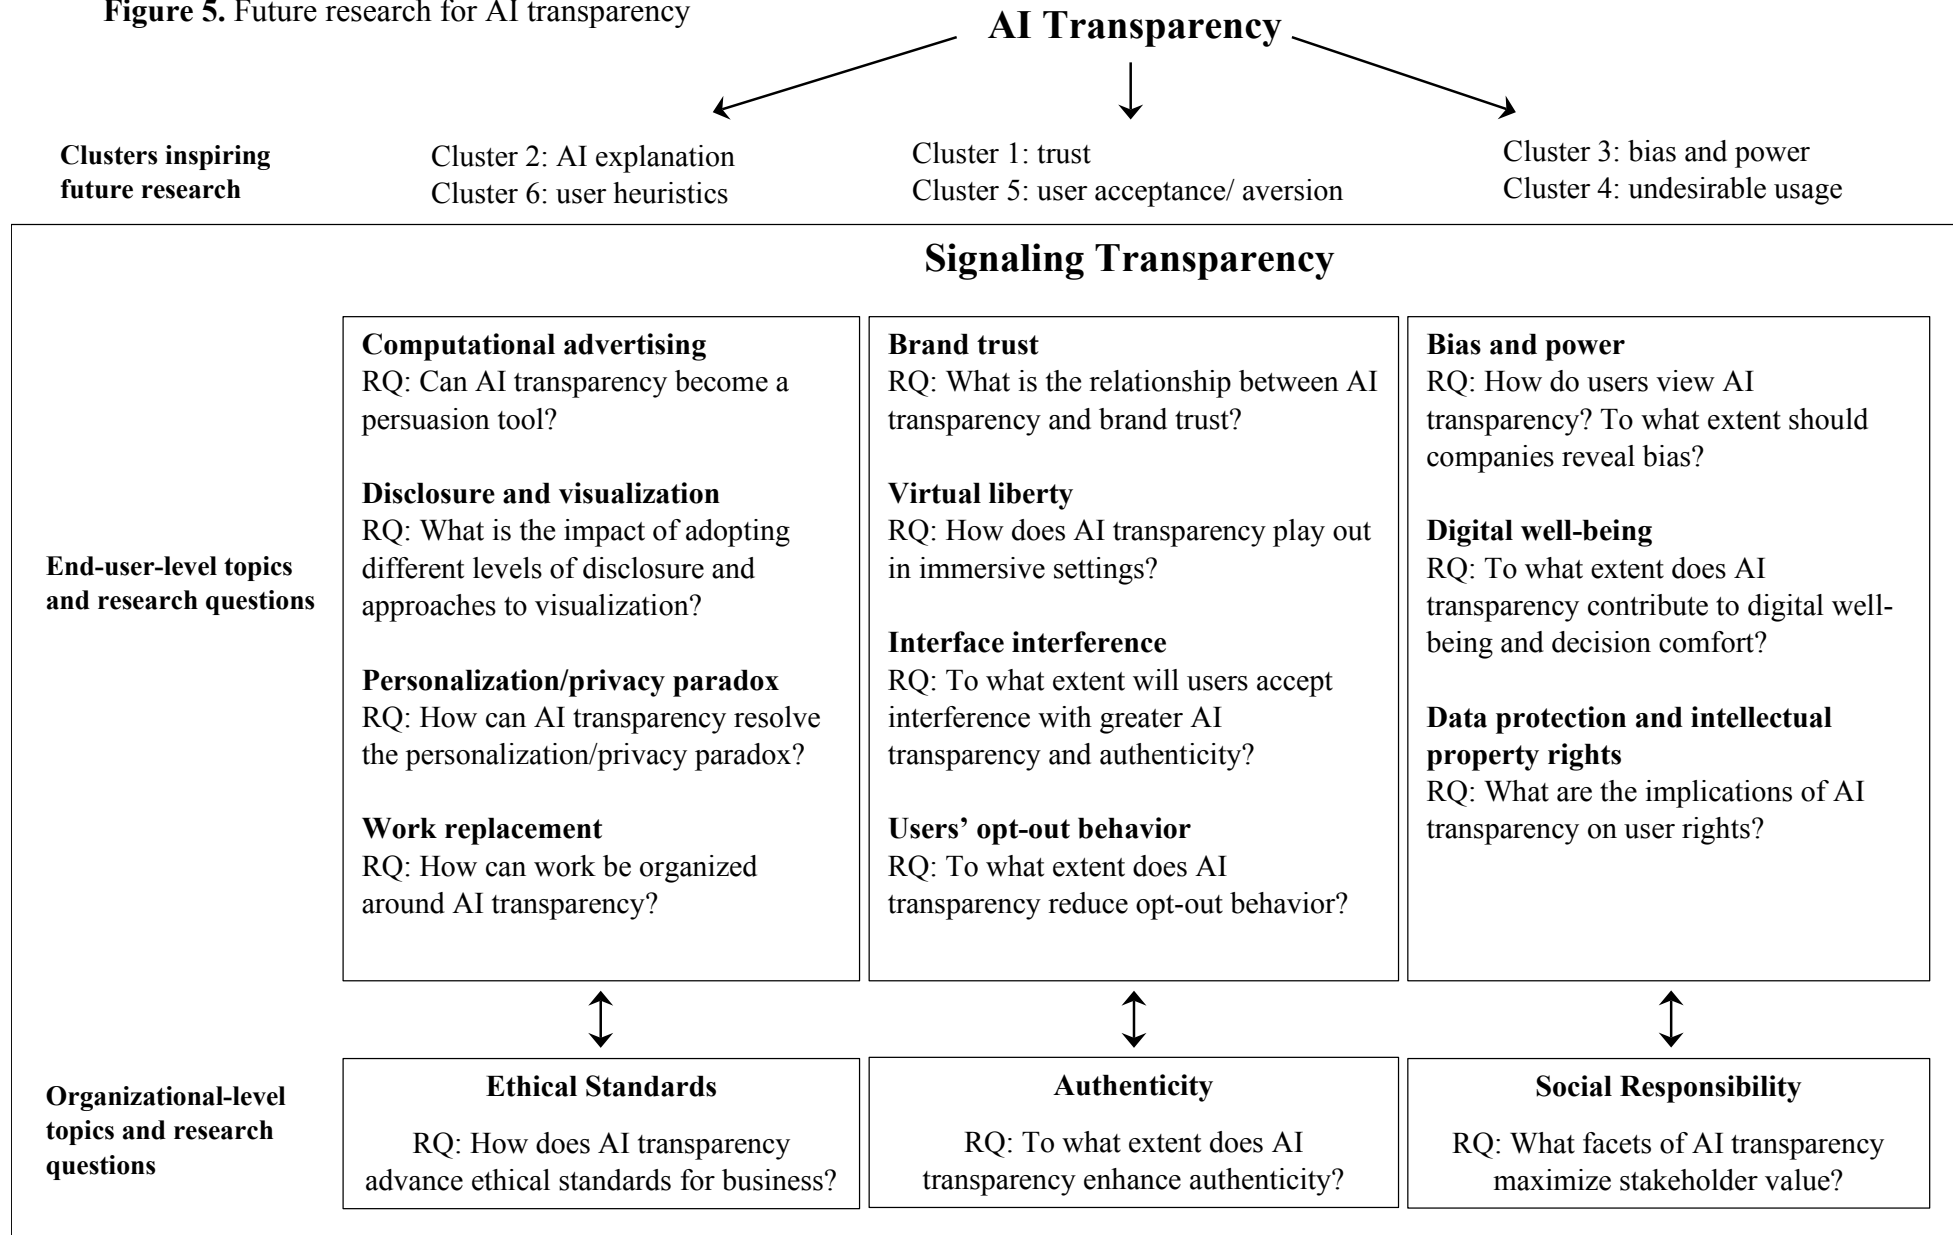 Figure 5. Future research for AI transparency
AI Transparency
Clusters inspiring
future research
Cluster 2: AI explanation
Cluster 6: user heuristics
Cluster 1: trust
Cluster 5: user acceptance/ aversion
Cluster 3: bias and power
Cluster 4: undesirable usage
Signaling Transparency
End-user-level topics
and research questions
Computational advertising
RQ: Can AI transparency become a
persuasion tool?
Disclosure and visualization
RQ: What is the impact of adopting
different levels of disclosure and
approaches to visualization?
Personalization/privacy paradox
RQ: How can AI transparency resolve
the personalization/privacy paradox?
Work replacement
RQ: How can work be organized
around AI transparency?
Brand trust
RQ: What is the relationship between AI
transparency and brand trust?
Virtual liberty
RQ: How does AI transparency play out
in immersive settings?
Interface interference
RQ: To what extent will users accept
interference with greater AI
transparency and authenticity?
Users’ opt-out behavior
RQ: To what extent does AI
transparency reduce opt-out behavior?
Bias and power
RQ: How do users view AI
transparency? To what extent should
companies reveal bias?
Digital well-being
RQ: To what extent does AI
transparency contribute to digital well-
being and decision comfort?
Data protection and intellectual
property rights
RQ: What are the implications of AI
transparency on user rights?
Organizational-level
topics and research
questions
Ethical Standards
RQ: How does AI transparency
advance ethical standards for business?
Authenticity
RQ: To what extent does AI
transparency enhance authenticity?
Social Responsibility
RQ: What facets of AI transparency
maximize stakeholder value?